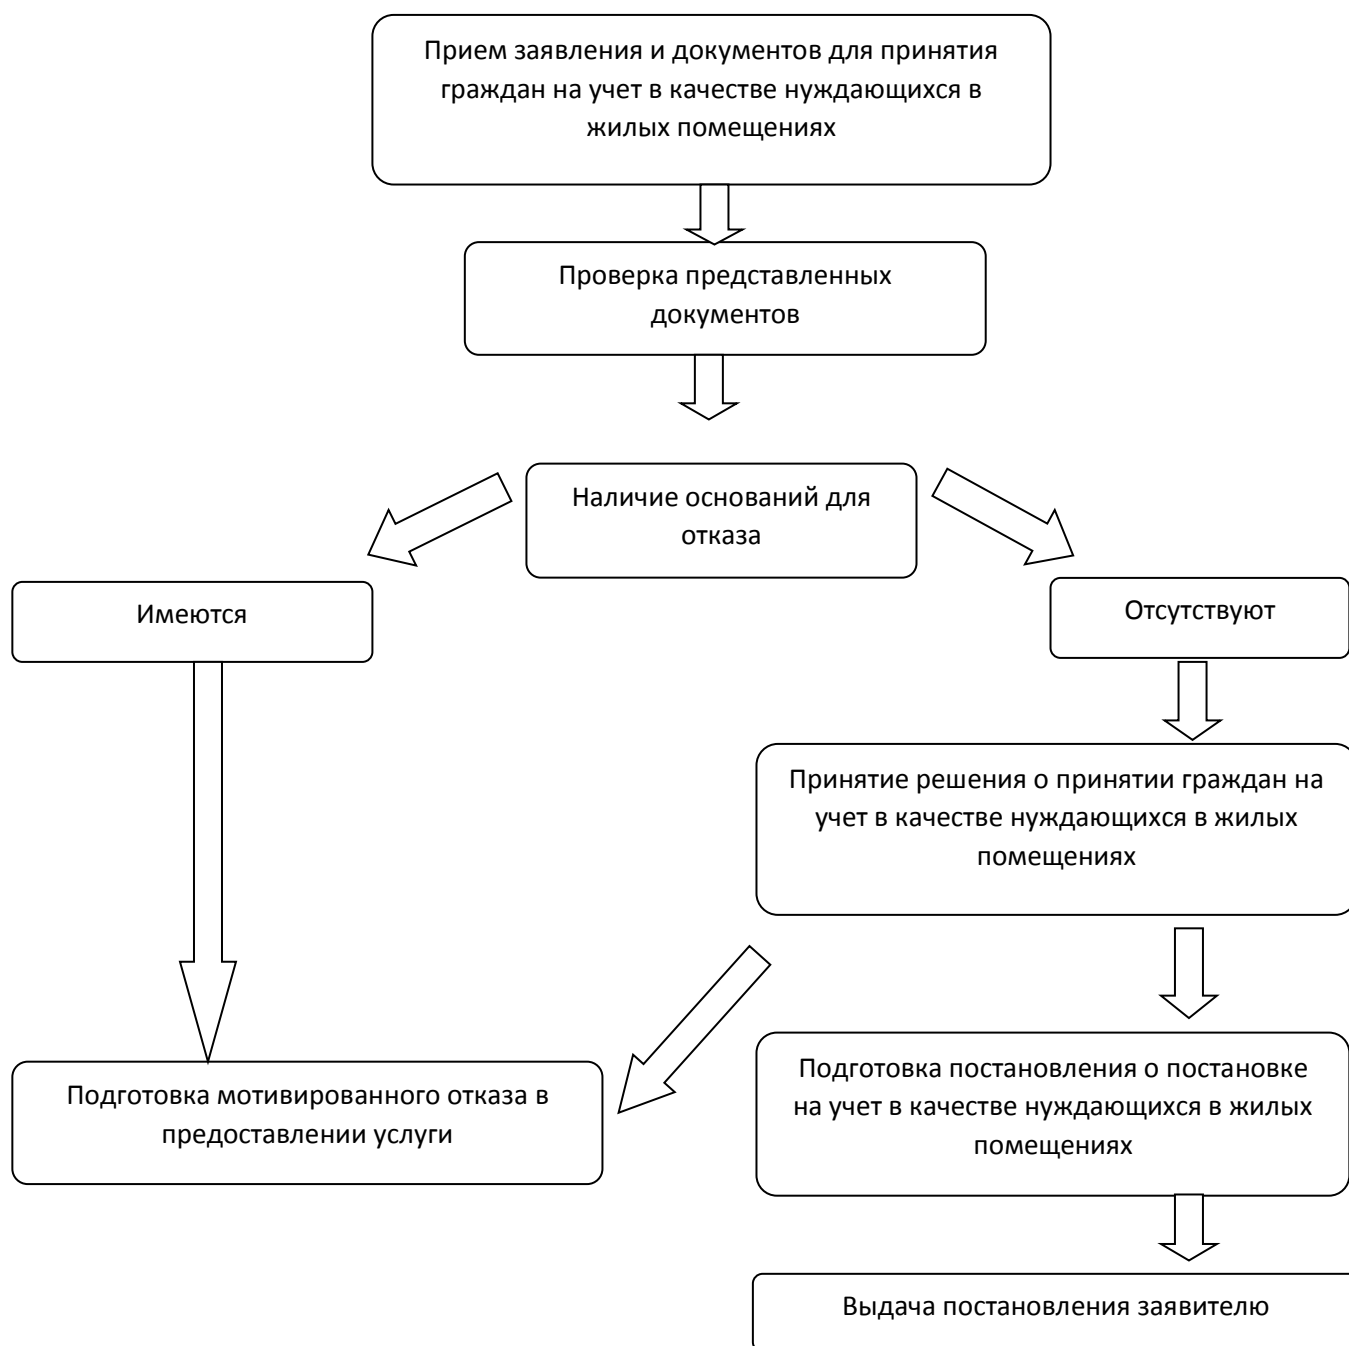 Прием заявления и документов для принятия
граждан на учет в качестве нуждающихся в
жилых помещениях
Проверка представленных
документов
Наличие оснований для
отказа
Имеются
Отсутствуют
Принятие решения о принятии граждан на
учет в качестве нуждающихся в жилых
помещениях
Подготовка мотивированного отказа в
предоставлении услуги
Подготовка постановления о постановке
на учет в качестве нуждающихся в жилых
помещениях
Выдача постановления заявителю